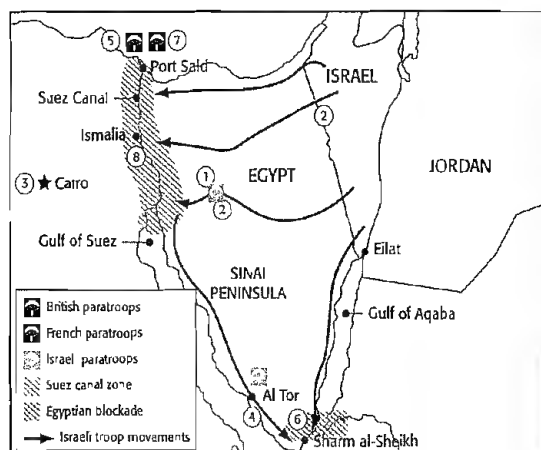 5
7
Port Said
ISRAEL
Suez Canal
2
Ismalia
8
EGYPT
JORDAN
1
3
Cairo
2
Gulf of Suez
Eilat
SINAI
PENINSULA
Gulf of Aqaba
British paratroops
French paratroops
Israel paratroops
Suez canal zone
Egyptian blockade
Israeli troop movements
Al Tor
4
6
Sharm al-Sheikh